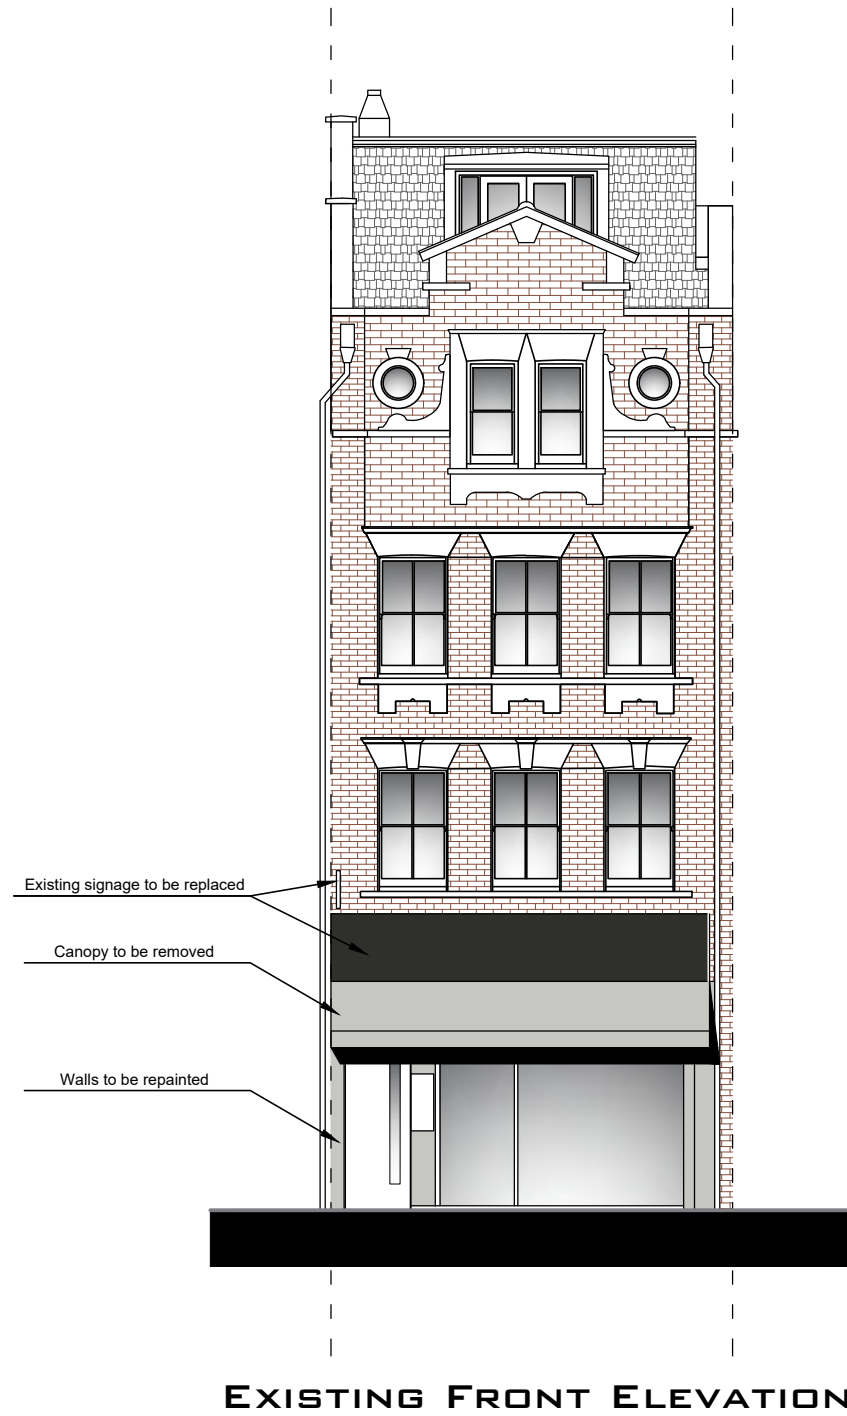 Existing signage to be replaced
Canopy to be removed
Walls to be repainted
EXISTING FRONT ELEVATION